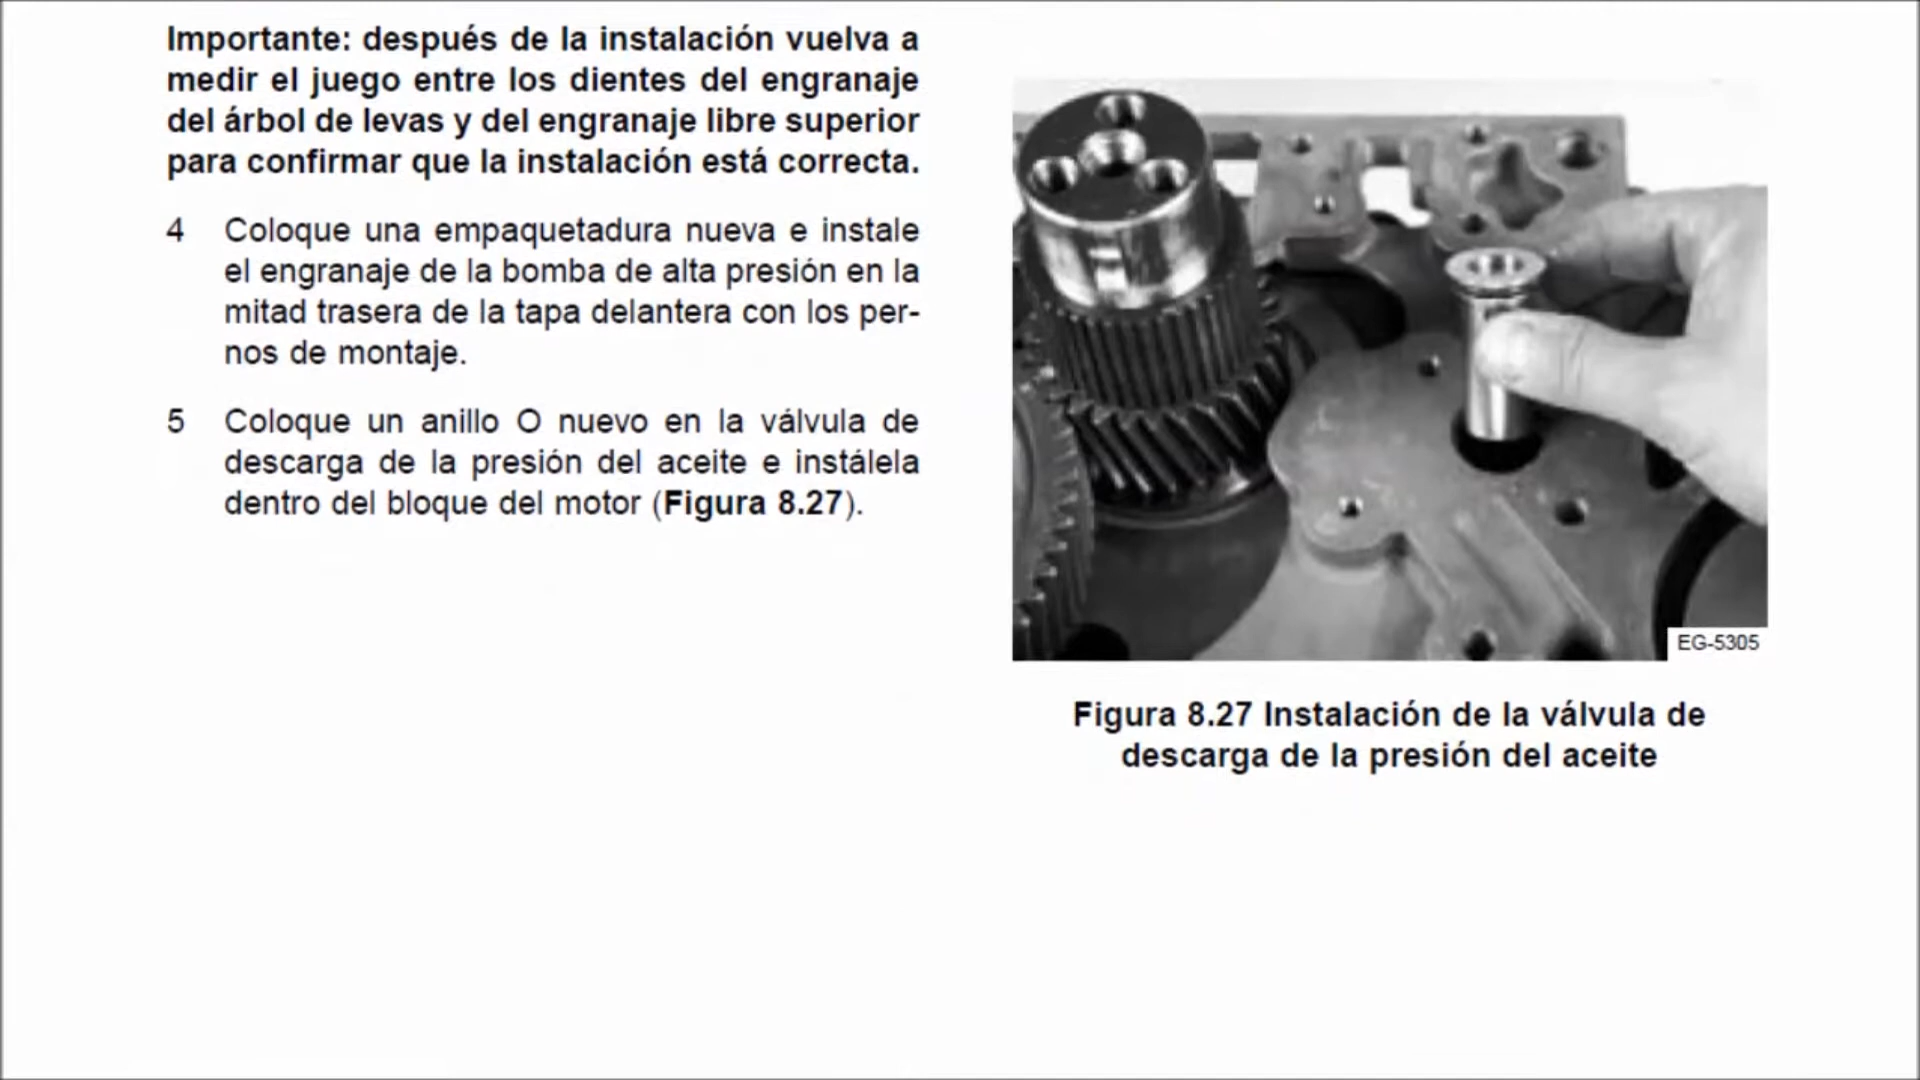 Importante: después de la instalación vuelva a
medir el juego entre los dientes del engranaje
del árbol de levas y del engranaje libre superior
para confirmar que la instalación está correcta.
4 Coloque una empaquetadura nueva e instale
el engranaje de la bomba de alta presión en la
mitad trasera de la tapa delantera con los per-
nos de montaje.
5 Coloque un anillo O nuevo en la válvula de
descarga de la presión del aceite e instálela
dentro del bloque del motor (Figura 8.27).
EG-5305
Figura 8.27 Instalación de la válvula de
descarga de la presión del aceite